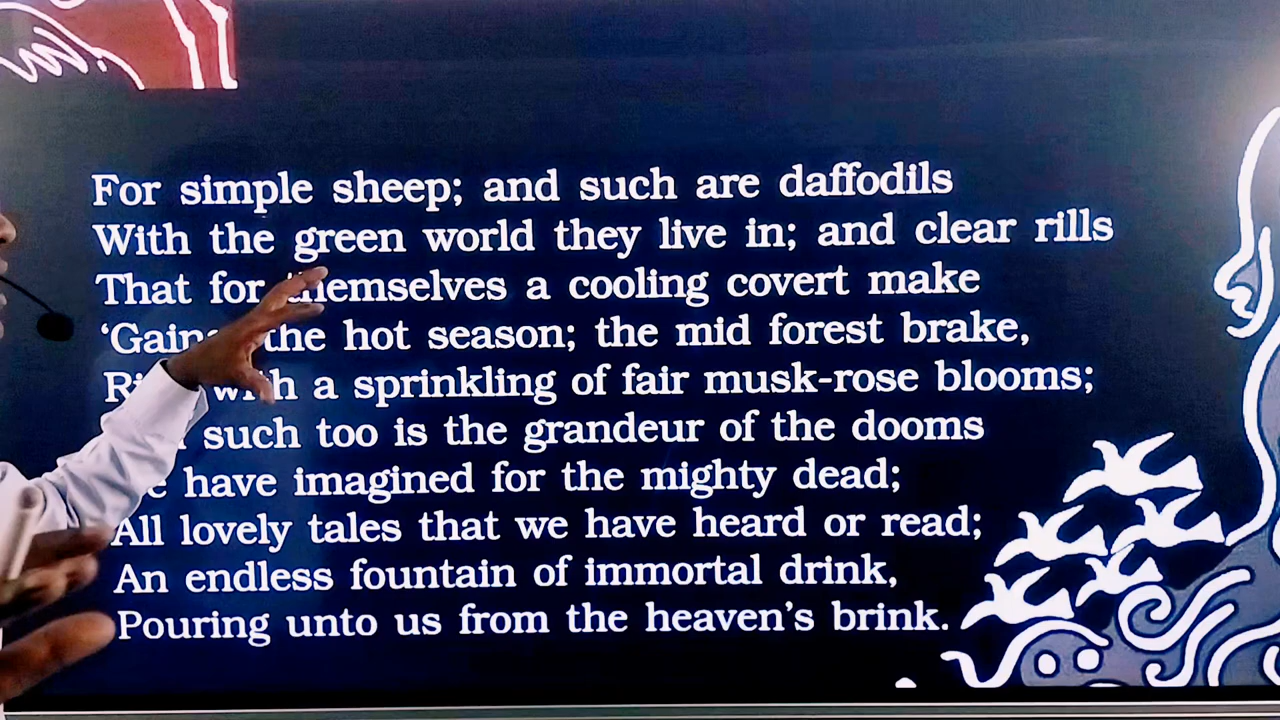 For simple sheep; and such are daffodils
With the green world they live in; and clear rills
That for themselves a cooling covert make
the hot season; the mid forest brake,
a sprinkling of fair musk-rose blooms;
such too is the grandeur of the dooms
have imagined for the mighty dead;
All lovely tales that we have heard or read;
An endless fountain of immortal drink,
Pouring unto us from the heaven's brink.